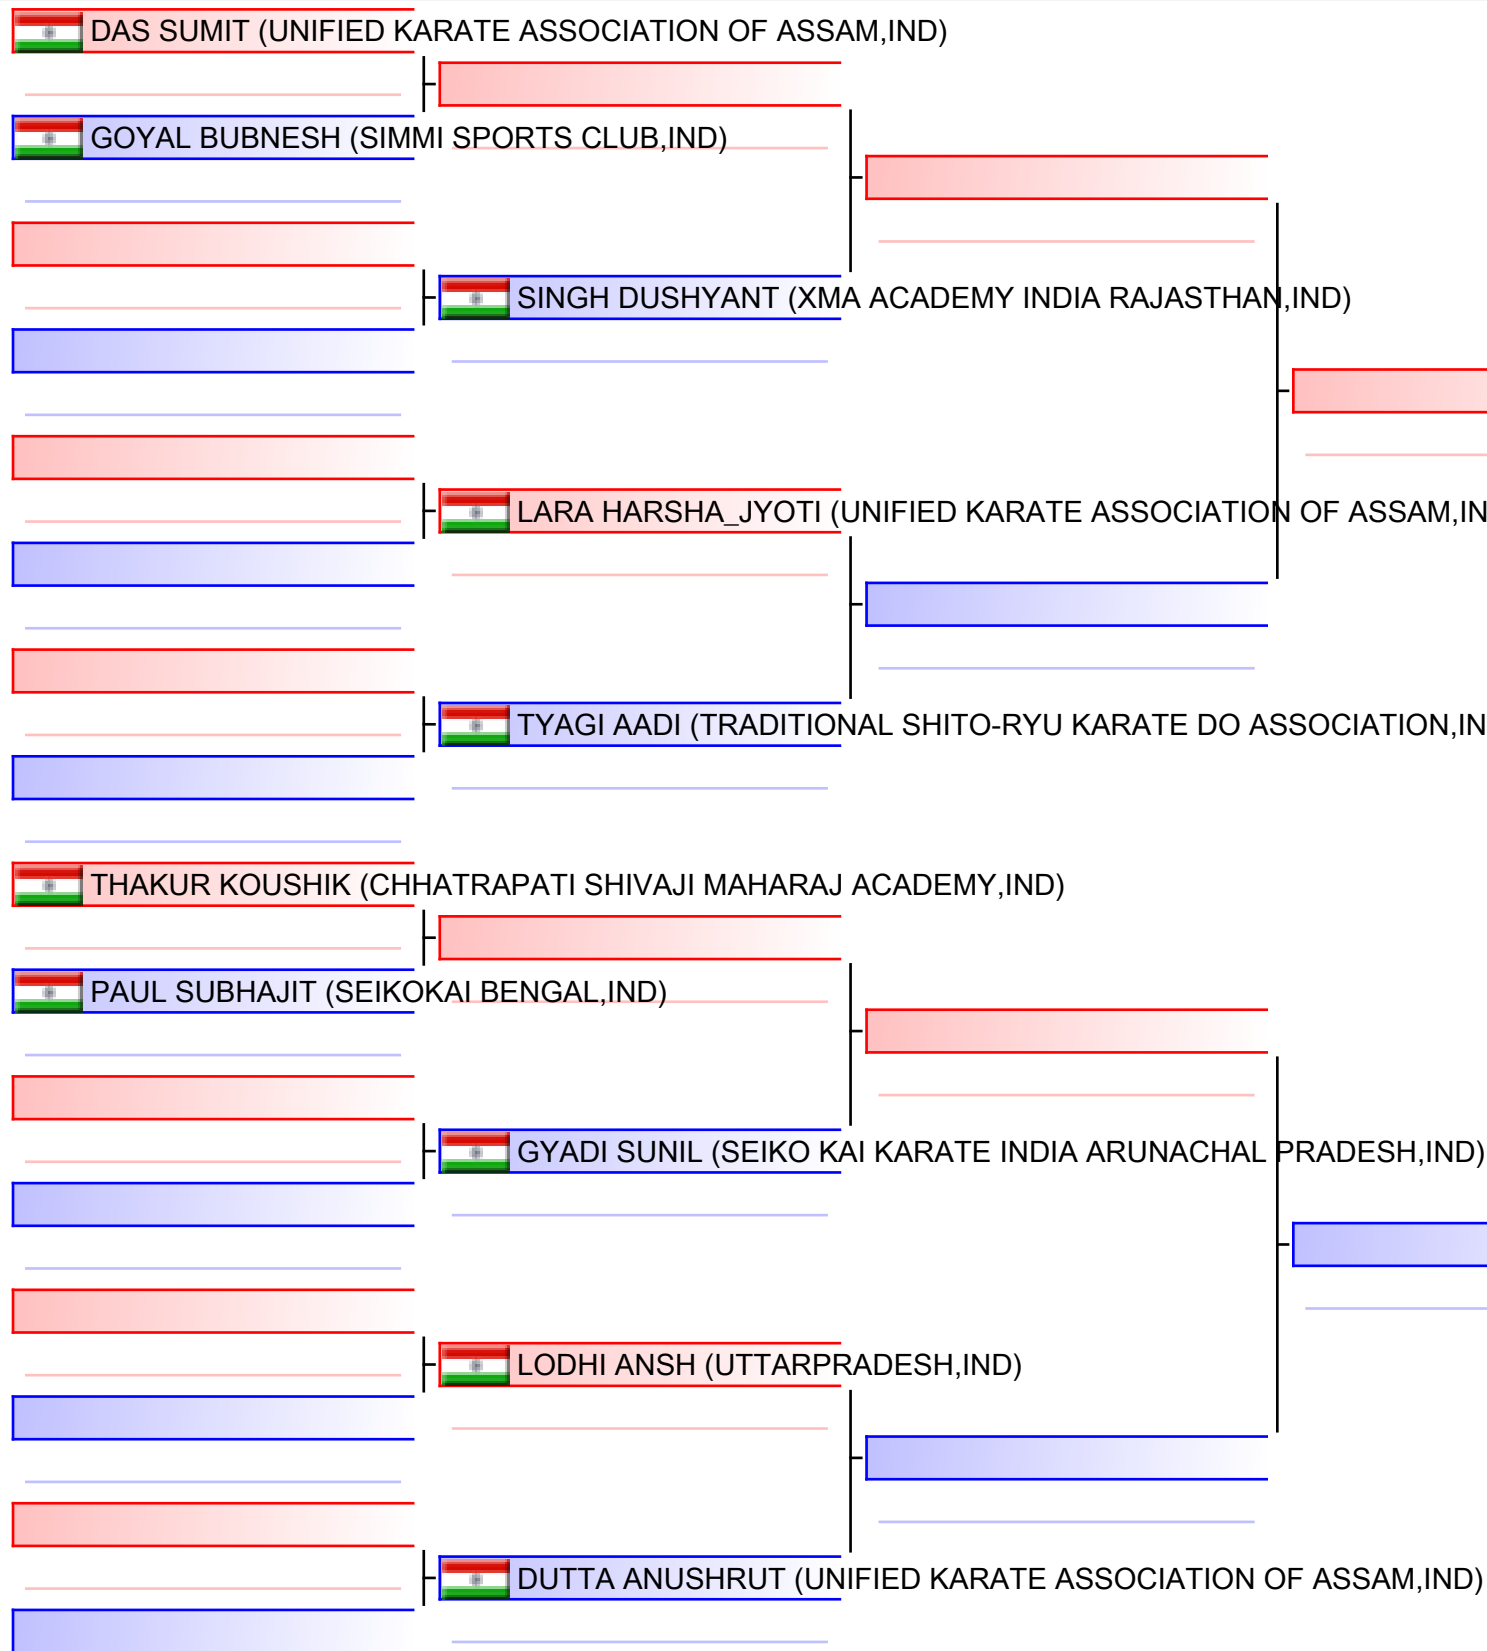 DAS SUMIT (UNIFIED KARATE ASSOCIATION OF ASSAM,IND)
GOYAL BUBNESH (SIMMI SPORTS CLUB,IND)
SINGH DUSHYANT (XMA ACADEMY INDIA RAJASTHAN,IND)
LARA HARSHA_JYOTI (UNIFIED KARATE ASSOCIATION OF ASSAM,IN
TYAGI AADI (TRADITIONAL SHITO-RYU KARATE DO ASSOCIATION,IN
THAKUR KOUSHIK (CHHATRAPATI SHIVAJI MAHARAJ ACADEMY,IND)
PAUL SUBHAJIT (SEIKOKAI BENGAL,IND)
GYADI SUNIL (SEIKO KAI KARATE INDIA ARUNACHAL PRADESH,IND)
LODHI ANSH (UTTARPRADESH,IND)
DUTTA ANUSHRUT (UNIFIED KARATE ASSOCIATION OF ASSAM,IND)